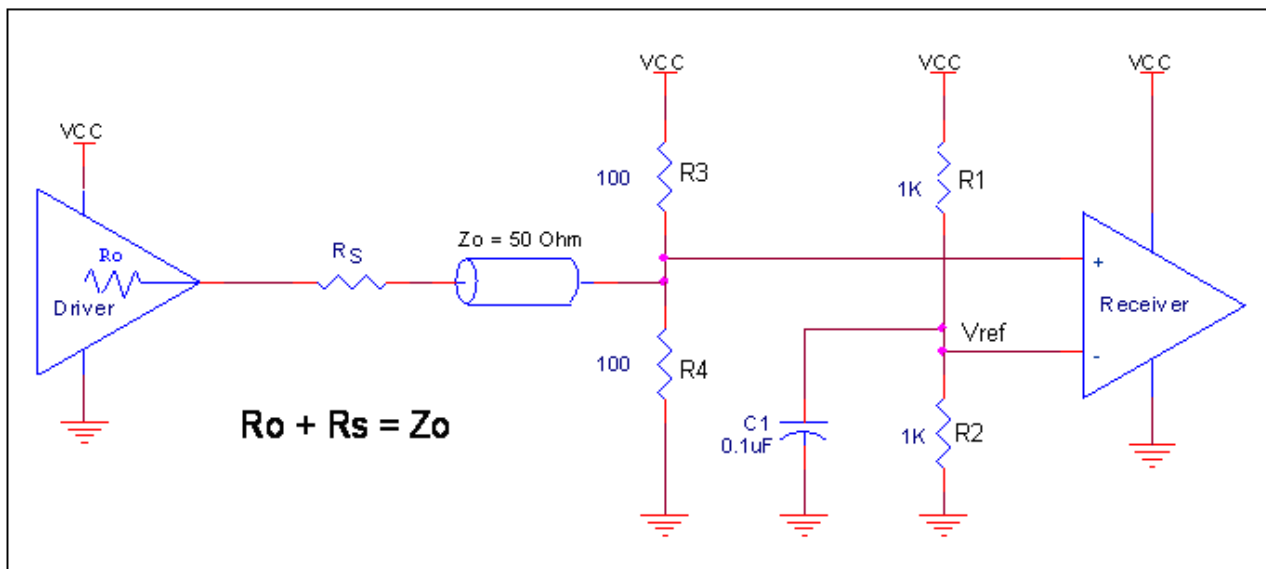 VCC
VCC
VCC
VCC
R3
100
R1
1K
Zo = 50 Ohm
Ro
RS
+
Driver
Receiver
Vref
-
R4
100
Ro + Rs = Zo
C1
0.1uF
R2
1K